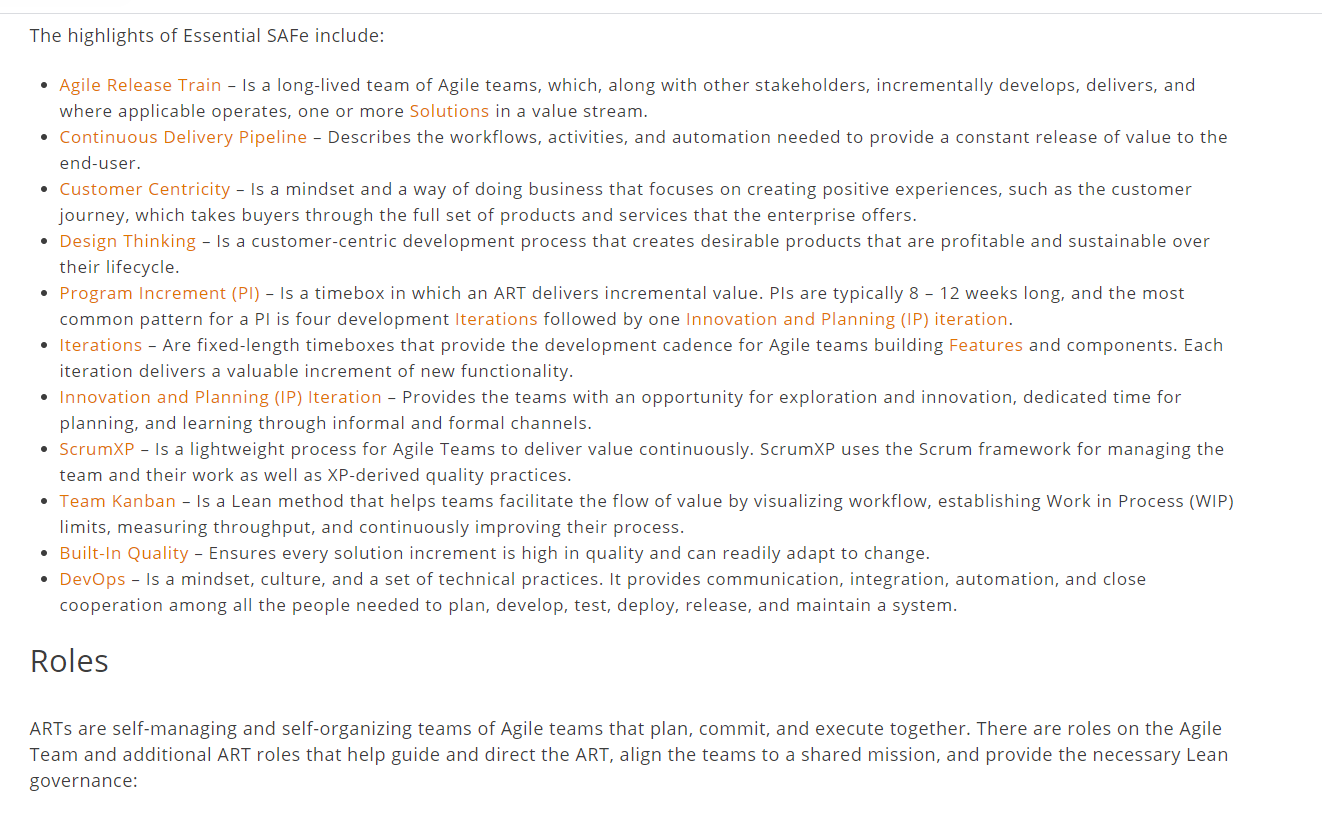 The highlights of Essential SAFe include:
• Agile Release Train – Is a long-lived team of Agile teams, which, along with other stakeholders, incrementally develops, delivers, and
where applicable operates, one or more Solutions in a value stream.
• Continuous Delivery Pipeline – Describes the workflows, activities, and automation needed to provide a constant release of value to the
end-user.
• Customer Centricity – Is a mindset and a way of doing business that focuses on creating positive experiences, such as the customer
journey, which takes buyers through the full set of products and services that the enterprise offers.
• Design Thinking – Is a customer-centric development process that creates desirable products that are profitable and sustainable over
their lifecycle.
• Program Increment (PI) – Is a timebox in which an ART delivers incremental value. PIs are typically 8 – 12 weeks long, and the most
common pattern for a PI is four development Iterations followed by one Innovation and Planning (IP) iteration.
• Iterations – Are fixed-length timeboxes that provide the development cadence for Agile teams building Features and components. Each
iteration delivers a valuable increment of new functionality.
• Innovation and Planning (IP) Iteration – Provides the teams with an opportunity for exploration and innovation, dedicated time for
planning, and learning through informal and formal channels.
• ScrumXP – Is a lightweight process for Agile Teams to deliver value continuously. ScrumXP uses the Scrum framework for managing the
team and their work as well as XP-derived quality practices.
• Team Kanban – Is a Lean method that helps teams facilitate the flow of value by visualizing workflow, establishing Work in Process (WIP)
limits, measuring throughput, and continuously improving their process.
• Built-In Quality – Ensures every solution increment is high in quality and can readily adapt to change.
• DevOps – Is a mindset, culture, and a set of technical practices. It provides communication, integration, automation, and close
cooperation among all the people needed to plan, develop, test, deploy, release, and maintain a system.
Roles
ARTs are self-managing and self-organizing teams of Agile teams that plan, commit, and execute together. There are roles on the Agile
Team and additional ART roles that help guide and direct the ART, align the teams to a shared mission, and provide the necessary Lean
governance: